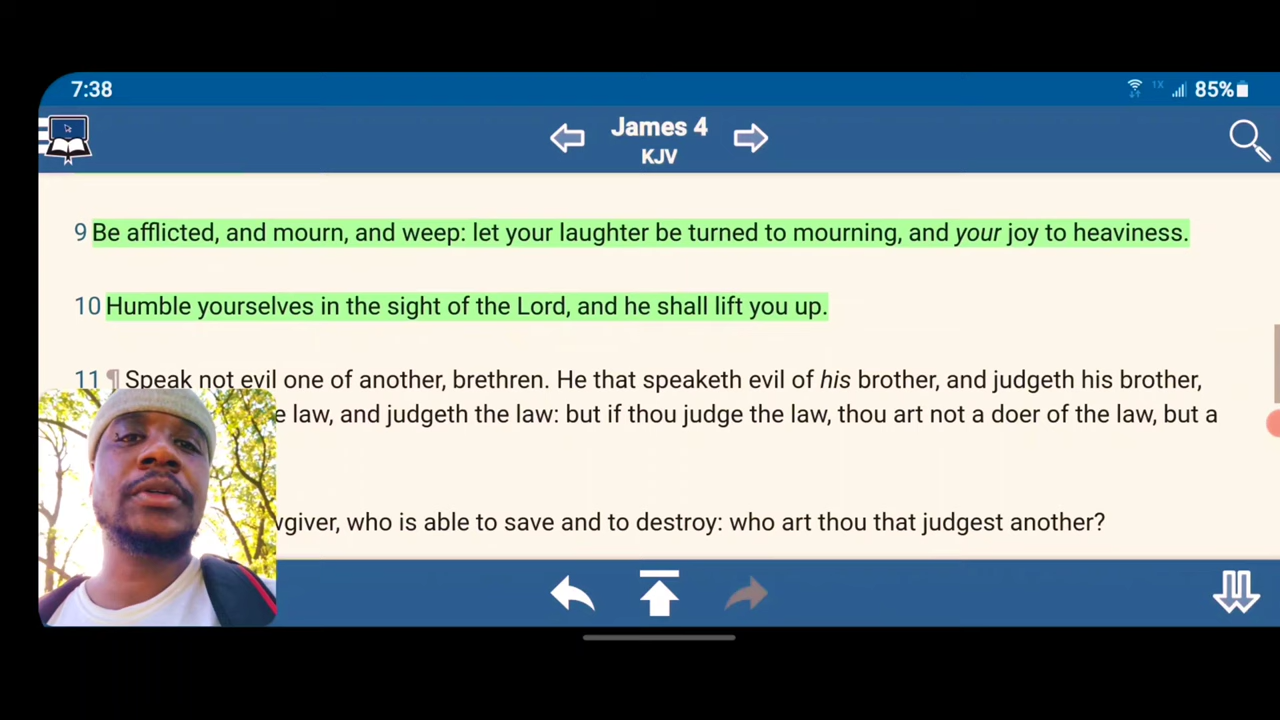 7:38
1X
85%
James 4
KJV
9 Be afflicted, and mourn, and weep: let your laughter be turned to mourning, and your joy to heaviness.
10 Humble yourselves in the sight of the Lord, and he shall lift you up.
11 ¶ Speak not evil one of another, brethren. He that speaketh evil of his brother, and judgeth his brother,
e law, and judgeth the law: but if thou judge the law, thou art not a doer of the law, but a
wgiver, who is able to save and to destroy: who art thou that judgest another?